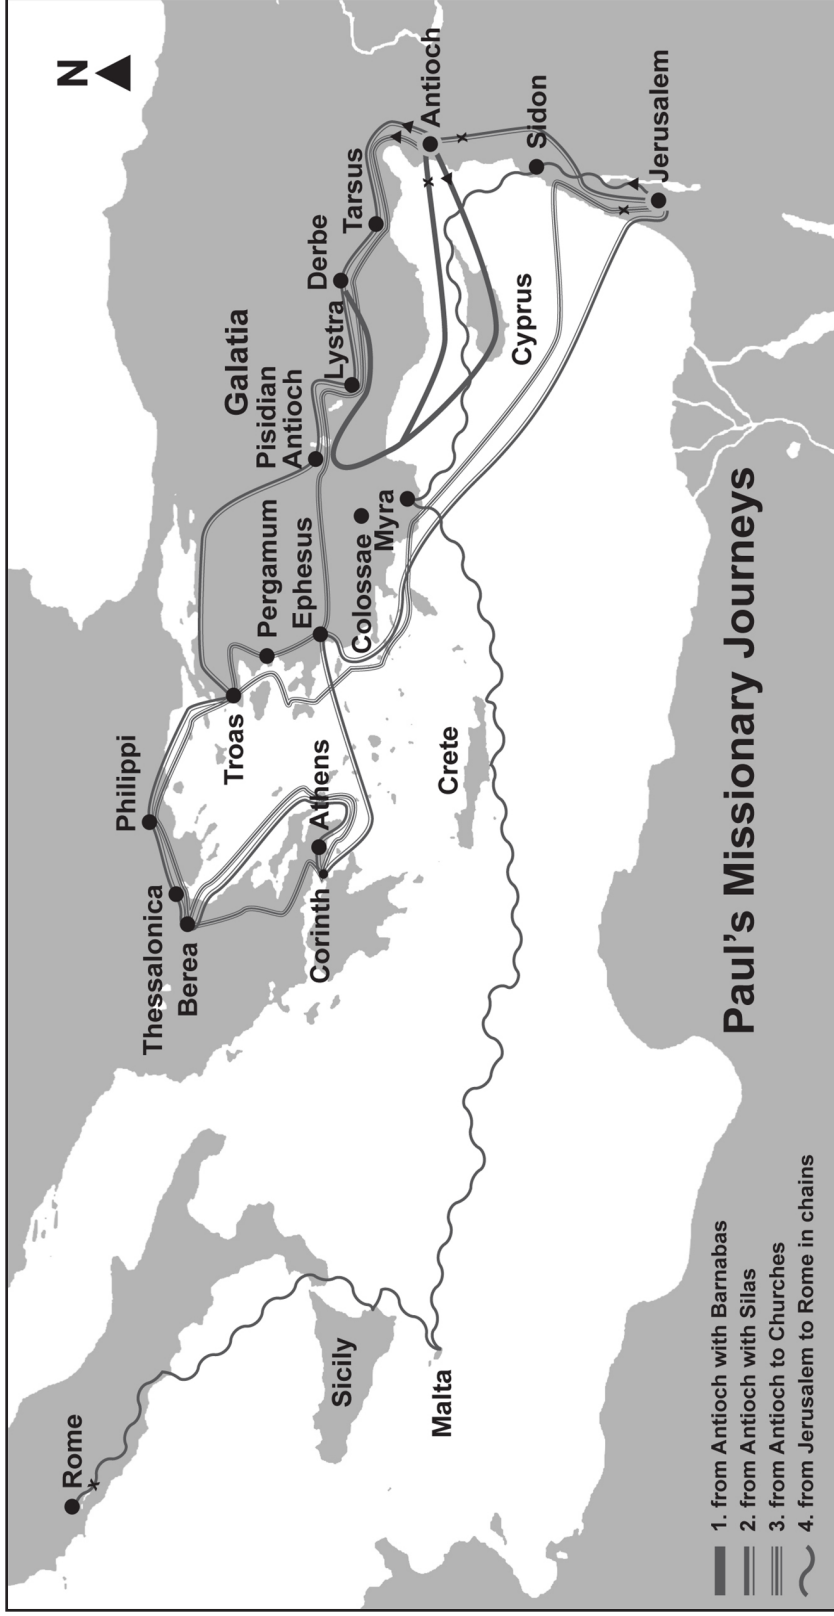 Paul's Missionary Journeys
N
Rome
Sicily
Malta
Thessalonica
Berea
Philippi
Corinth
Athens
Troas
Crete
Pergamum
Ephesus
Colossae
Myra
Galatia
Pisidian
Antioch
Lystra
Derbe
Tarsus
Antioch
Cyprus
Sidon
Jerusalem
1. from Antioch with Barnabas
2. from Antioch with Silas
3. from Antioch to Churches
4. from Jerusalem to Rome in chains